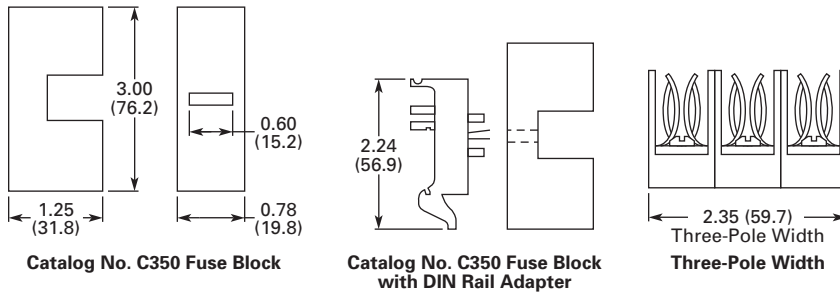 3.00
(76.2)
0.60
(15.2)
1.25
(31.8)
0.78
(19.8)
Catalog No. C350 Fuse Block
2.24
(56.9)
Catalog No. C350 Fuse Block
with DIN Rail Adapter
2.35 (59.7)
Three-Pole Width
Three-Pole Width